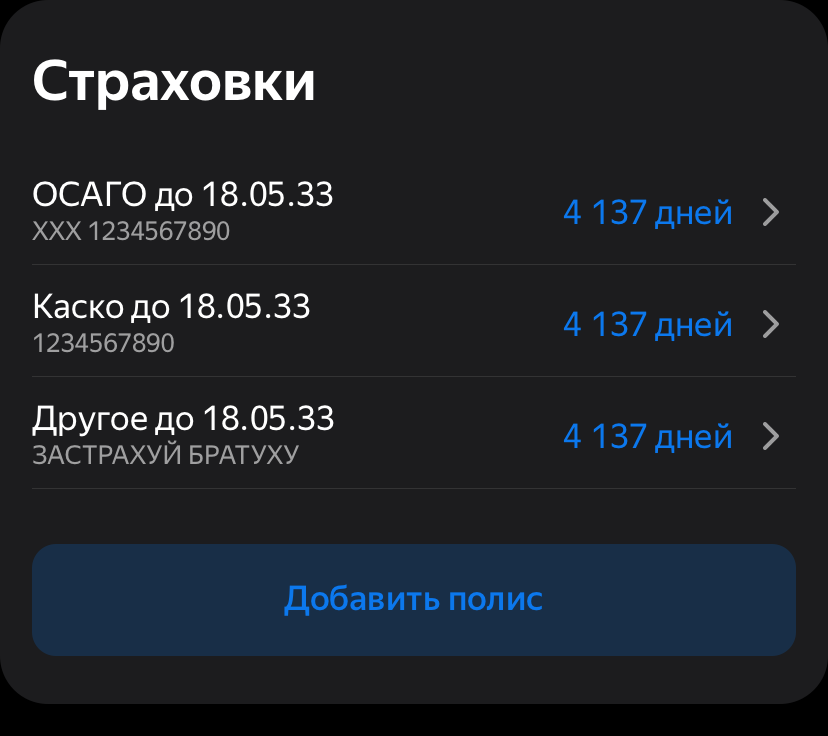 Страховки
ОСАГО до 18.05.33
4 137 дней
ХХХ 1234567890
Каско до 18.05.33
4 137 дней
1234567890
Другое до 18.05.33
4 137 дней
ЗАСТРАХУЙ БРАТУХУ
Добавить полис